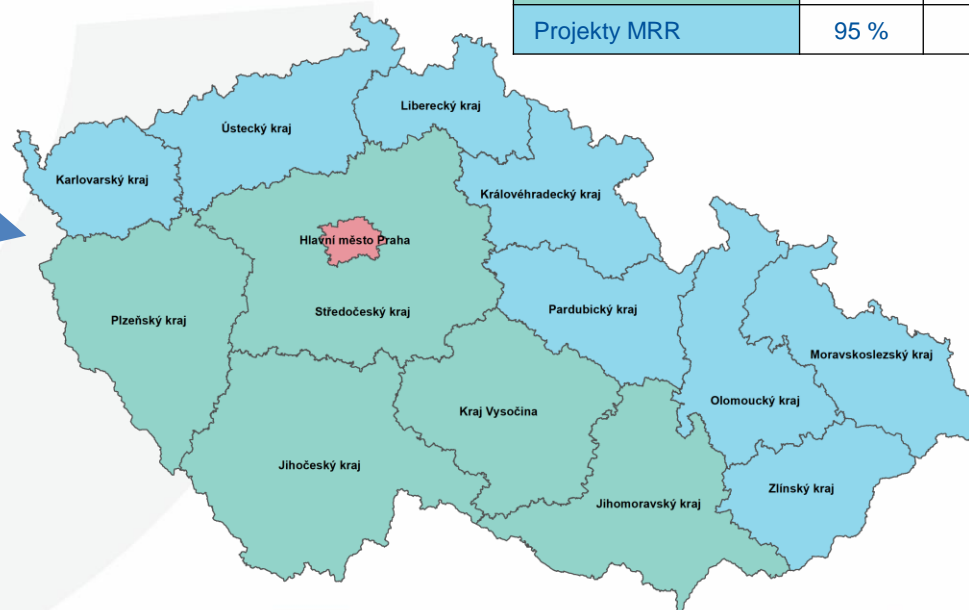 Projekty MRR 95 %
Liberecký kraj
Ústecký kraj
Karlovarský kraj
Královéhradecký kraj
Hlavní město Praha
Pardubický kraj
Středočeský kraj
Plzeňský kraj
Moravskoslezský kraj
Olomoucký kraj
Kraj Vysočina
Jihočeský kraj
Zlínský kraj
Jihomoravský kraj